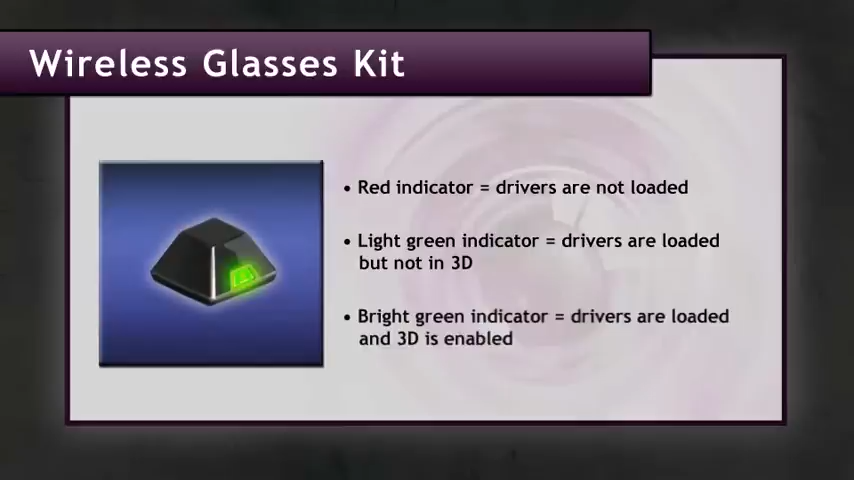 Wireless Glasses Kit
• Red indicator = drivers are not loaded
• Light green indicator = drivers are loaded
but not in 3D
• Bright green indicator = drivers are loaded
and 3D is enabled